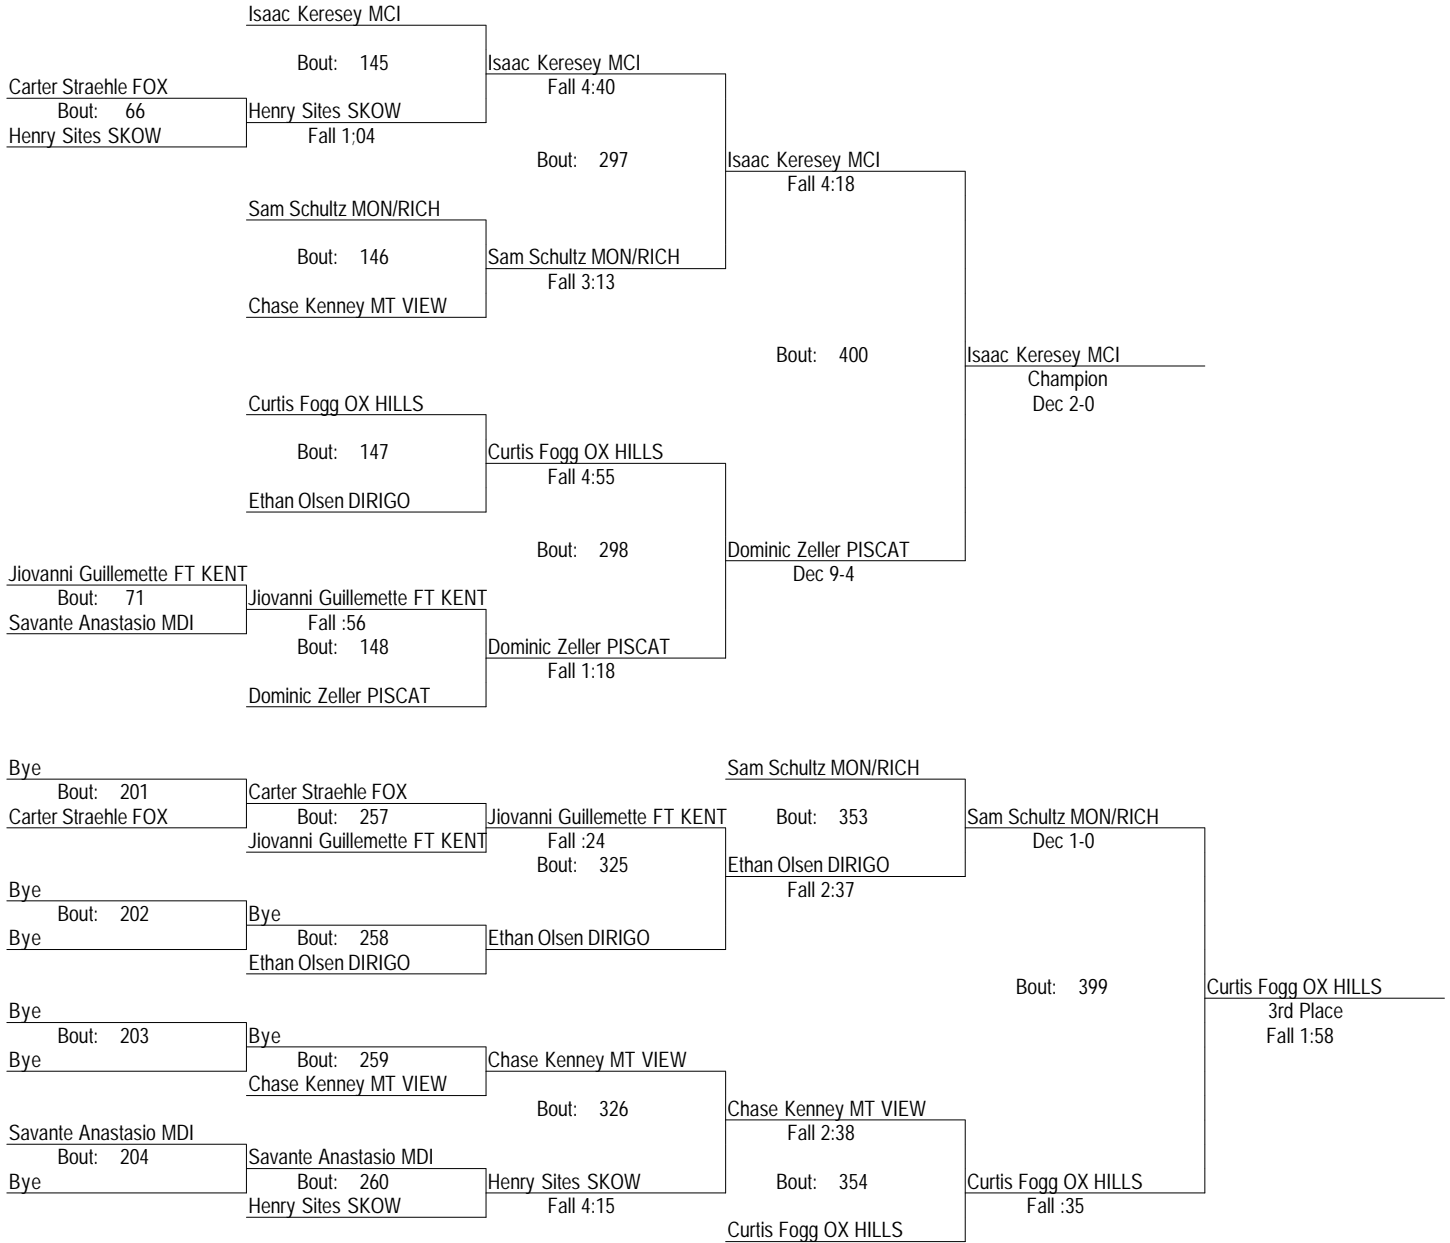 Isaac Keresey MCI
Bout: 145 Isaac Keresey MCI
Carter Straehle FOX Fall 4:40
Bout: 66 Henry Sites SKOW
Henry Sites SKOW Fall 1;04
Bout: 297 Isaac Keresey MCI
Fall 4:18
Sam Schultz MON/RICH
Bout: 146 Sam Schultz MON/RICH
Fall 3:13
Chase Kenney MT VIEW
Bout: 400 Isaac Keresey MCI
Champion
Curtis Fogg OX HILLS Dec 2-0
Bout: 147 Curtis Fogg OX HILLS
Fall 4:55
Ethan Olsen DIRIGO
Bout: 298 Dominic Zeller PISCAT
Jiovanni Guillemette FT KENT Dec 9-4
Bout: 71 Jiovanni Guillemette FT KENT
Savante Anastasio MDI Fall :56
Bout: 148 Dominic Zeller PISCAT
Fall 1:18
Dominic Zeller PISCAT
Bye Sam Schultz MON/RICH
Bout: 201 Carter Straehle FOX
Carter Straehle FOX Bout: 257 Jiovanni Guillemette FT KENT Bout: 353 Sam Schultz MON/RICH
Jiovanni Guillemette FT KENT Fall :24 Dec 1-0
Bout: 325 Ethan Olsen DIRIGO
Bye Fall 2:37
Bout: 202 Bye
Bye Bout: 258 Ethan Olsen DIRIGO
Ethan Olsen DIRIGO
Bout: 399 Curtis Fogg OX HILLS
Bye 3rd Place
Bout: 203 Bye Fall 1:58
Bye Bout: 259 Chase Kenney MT VIEW
Chase Kenney MT VIEW
Bout: 326 Chase Kenney MT VIEW
Savante Anastasio MDI Fall 2:38
Bout: 204 Savante Anastasio MDI
Bye Bout: 260 Henry Sites SKOW Bout: 354 Curtis Fogg OX HILLS
Henry Sites SKOW Fall 4:15 Fall :35
Curtis Fogg OX HILLS